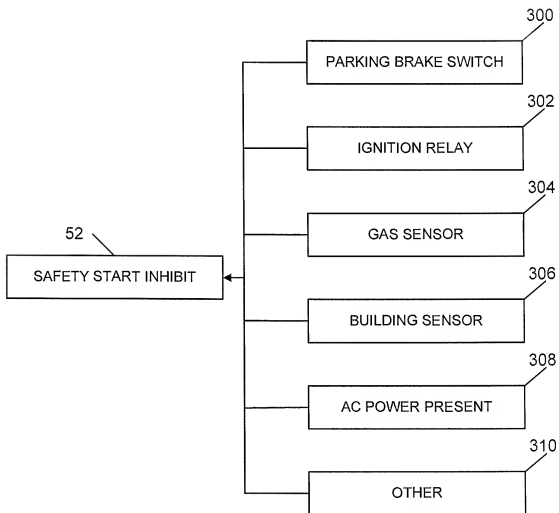 300
PARKING BRAKE SWITCH
302
IGNITION RELAY
304
GAS SENSOR
52
SAFETY START INHIBIT
306
BUILDING SENSOR
308
AC POWER PRESENT
310
OTHER